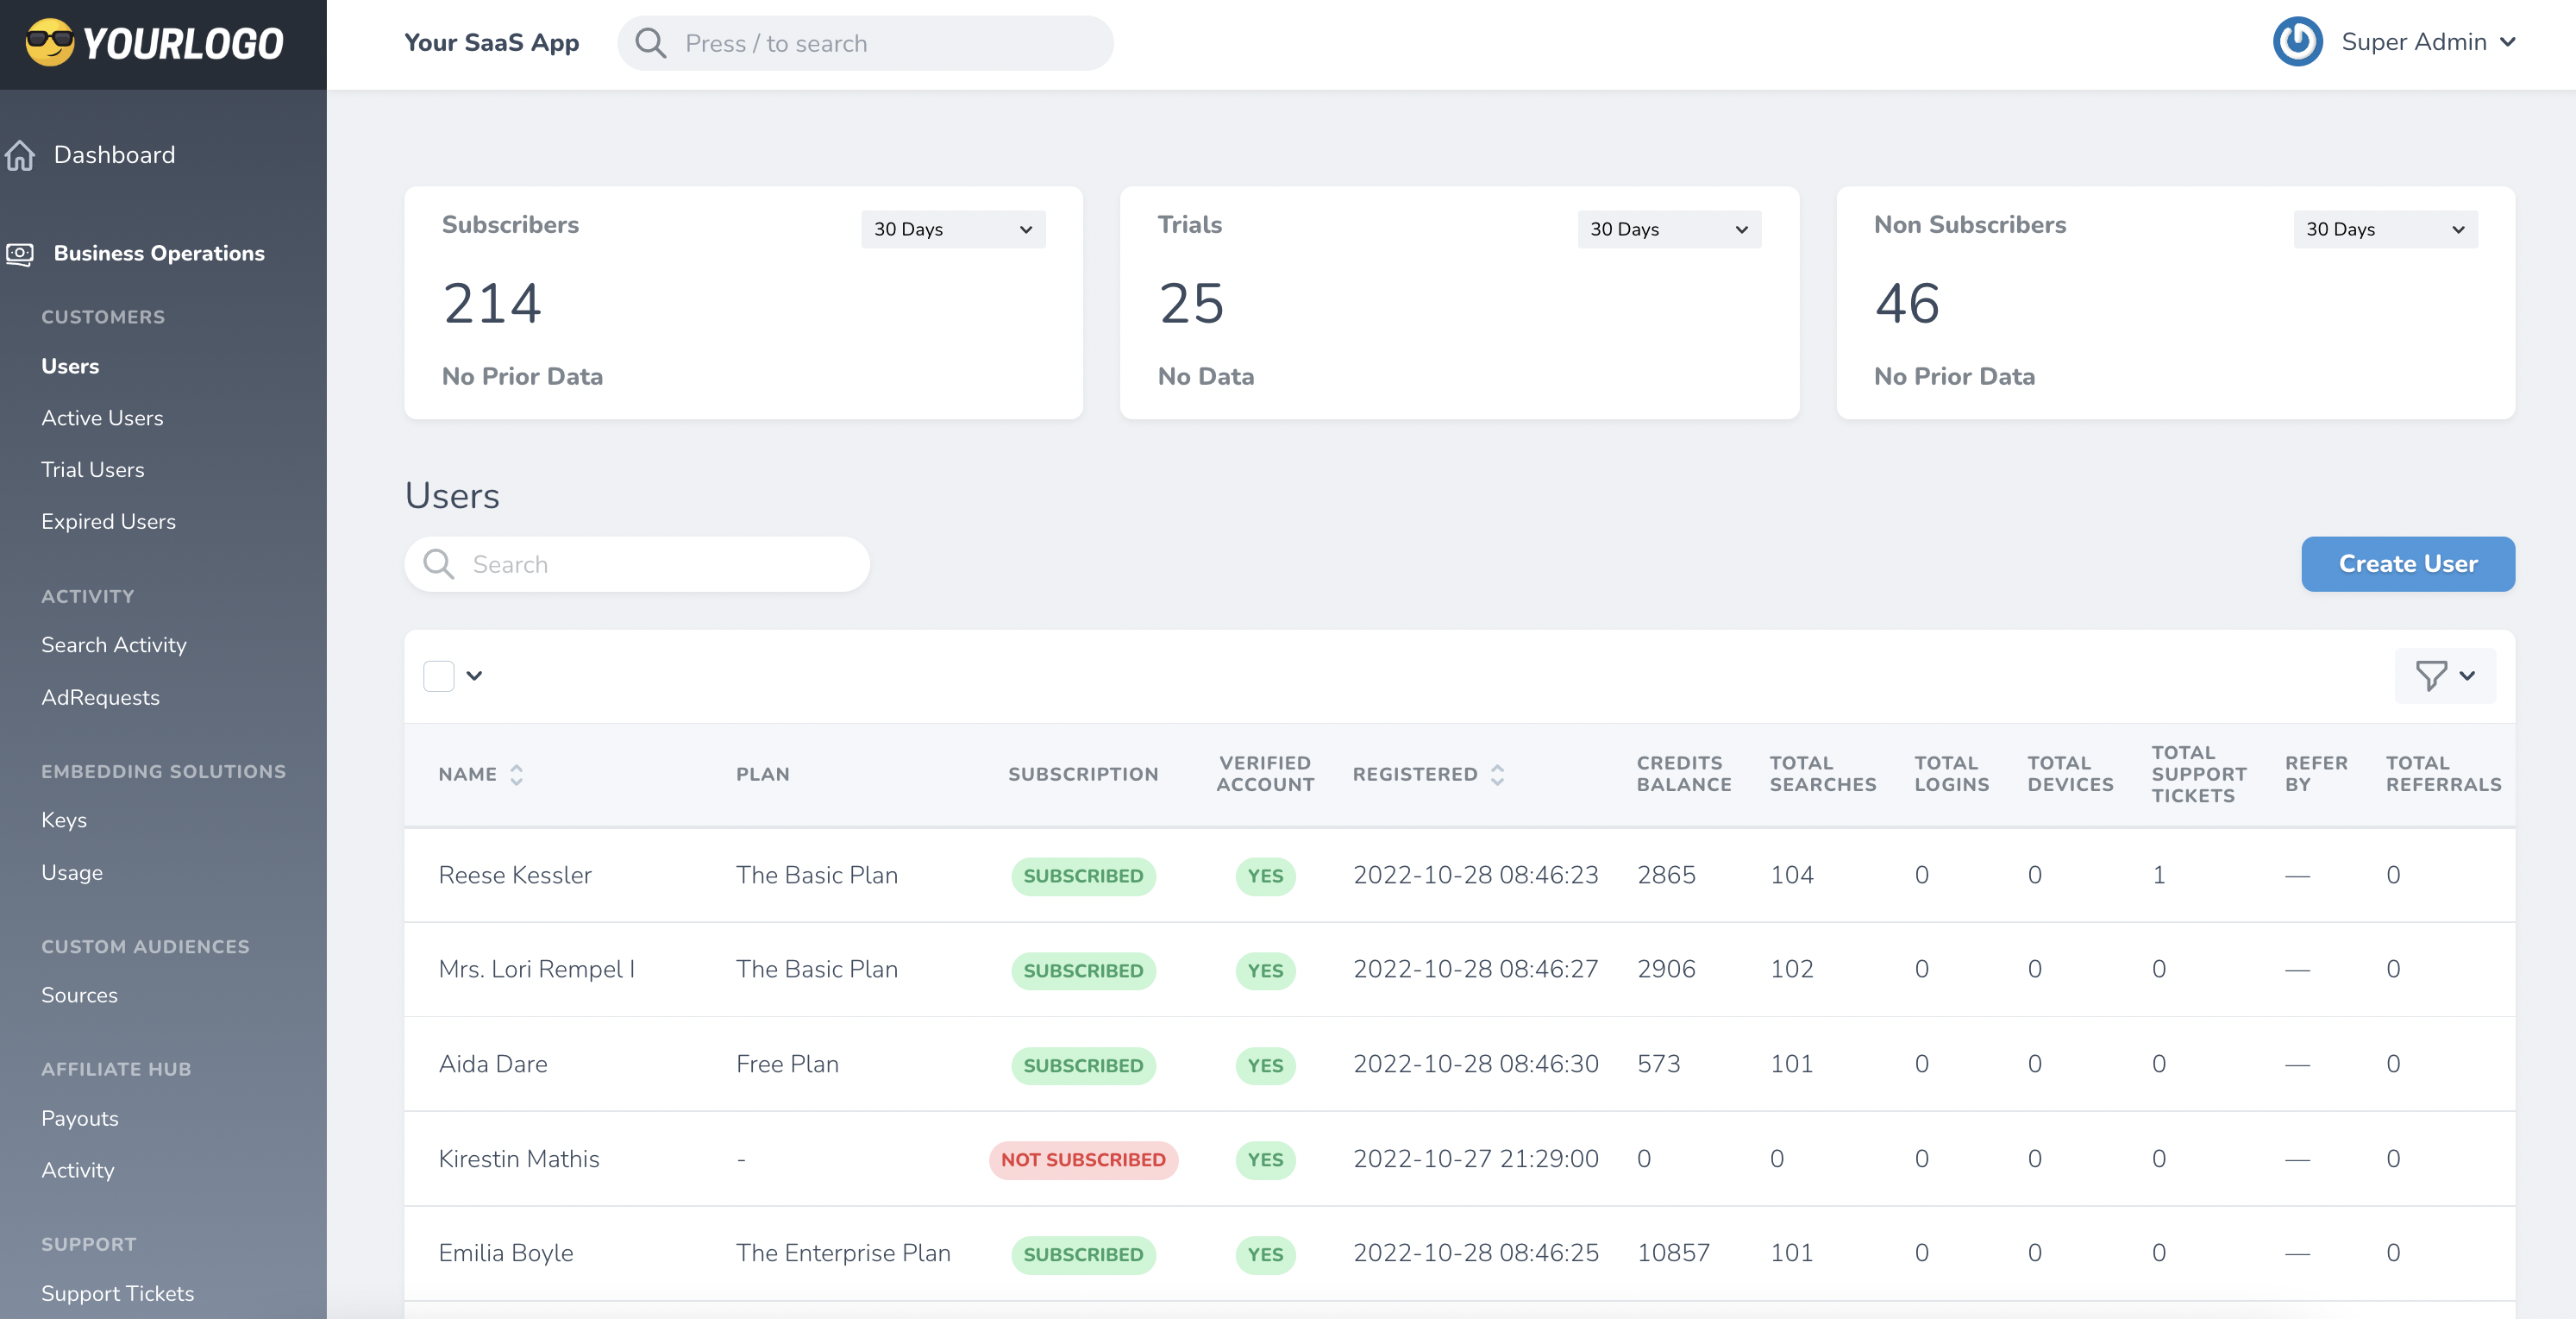 YOURLOGO
Your SaaS App
Press / to search
Super Admin
Dashboard
Business Operations
CUSTOMERS
Users
Active Users
Trial Users
Expired Users
ACTIVITY
Search Activity
AdRequests
EMBEDDING SOLUTIONS
Keys
Usage
CUSTOM AUDIENCES
Sources
AFFILIATE HUB
Payouts
Activity
SUPPORT
Support Tickets
Subscribers 30 Days
214
No Prior Data
Trials 30 Days
25
No Data
Non Subscribers 30 Days
46
No Prior Data
Users
Search
Create User
NAME PLAN SUBSCRIPTION VERIFIED ACCOUNT REGISTERED CREDITS BALANCE TOTAL SEARCHES TOTAL LOGINS TOTAL DEVICES TOTAL SUPPORT TICKETS REFER BY TOTAL REFERRALS
Reese Kessler The Basic Plan SUBSCRIBED YES 2022-10-28 08:46:23 2865 104 0 0 1 — 0
Mrs. Lori Rempel I The Basic Plan SUBSCRIBED YES 2022-10-28 08:46:27 2906 102 0 0 0 — 0
Aida Dare Free Plan SUBSCRIBED YES 2022-10-28 08:46:30 573 101 0 0 0 — 0
Kirestin Mathis - NOT SUBSCRIBED YES 2022-10-27 21:29:00 0 0 0 0 0 — 0
Emilia Boyle The Enterprise Plan SUBSCRIBED YES 2022-10-28 08:46:25 10857 101 0 0 0 — 0